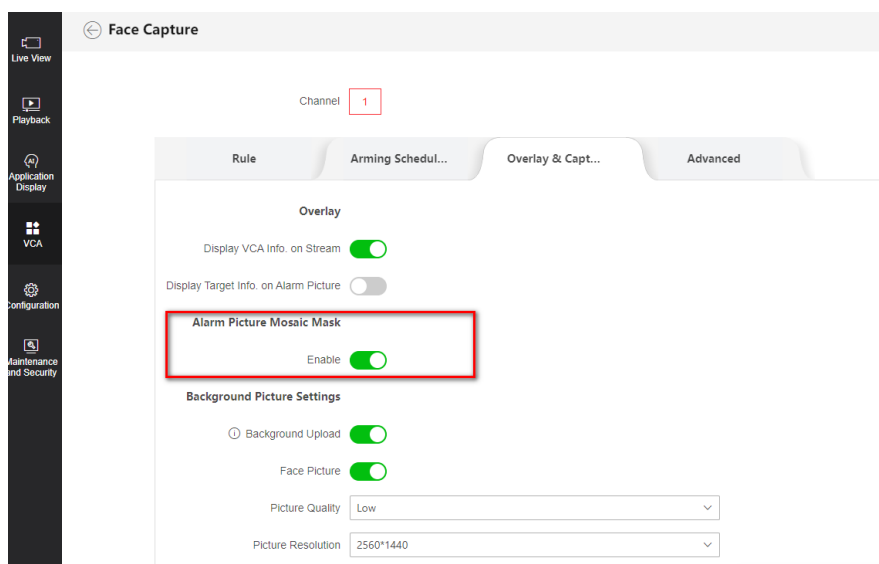 Face Capture
Live View
Channel 1
Playback
Rule Arming Schedul... Overlay & Capt... Advanced
AI
Application
Display
Overlay
VCA
Display VCA Info. on Stream
Display Target Info. on Alarm Picture
Configuration
Alarm Picture Mosaic Mask
Maintenance
and Security
Enable
Background Picture Settings
Background Upload
Face Picture
Picture Quality Low
Picture Resolution 2560*1440